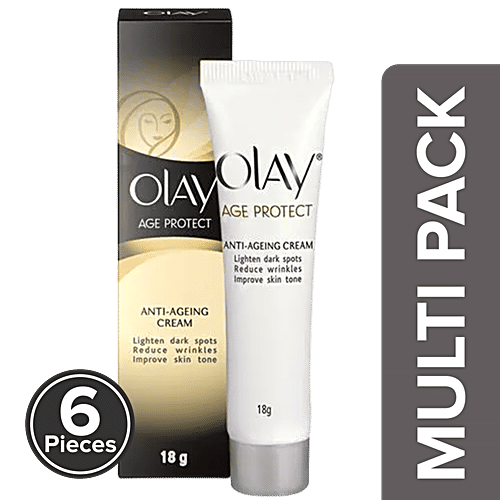 OLAY
AGE PROTECT
ANTI-AGEING
CREAM
Lighten dark spots
Reduce wrinkles
Improve skin tone
18 g
OLAY®
AGE PROTECT
ANTI-AGEING CREAM
Lighten dark spots
Reduce wrinkles
Improve skin tone
18g
6
Pieces
MULTI PACK